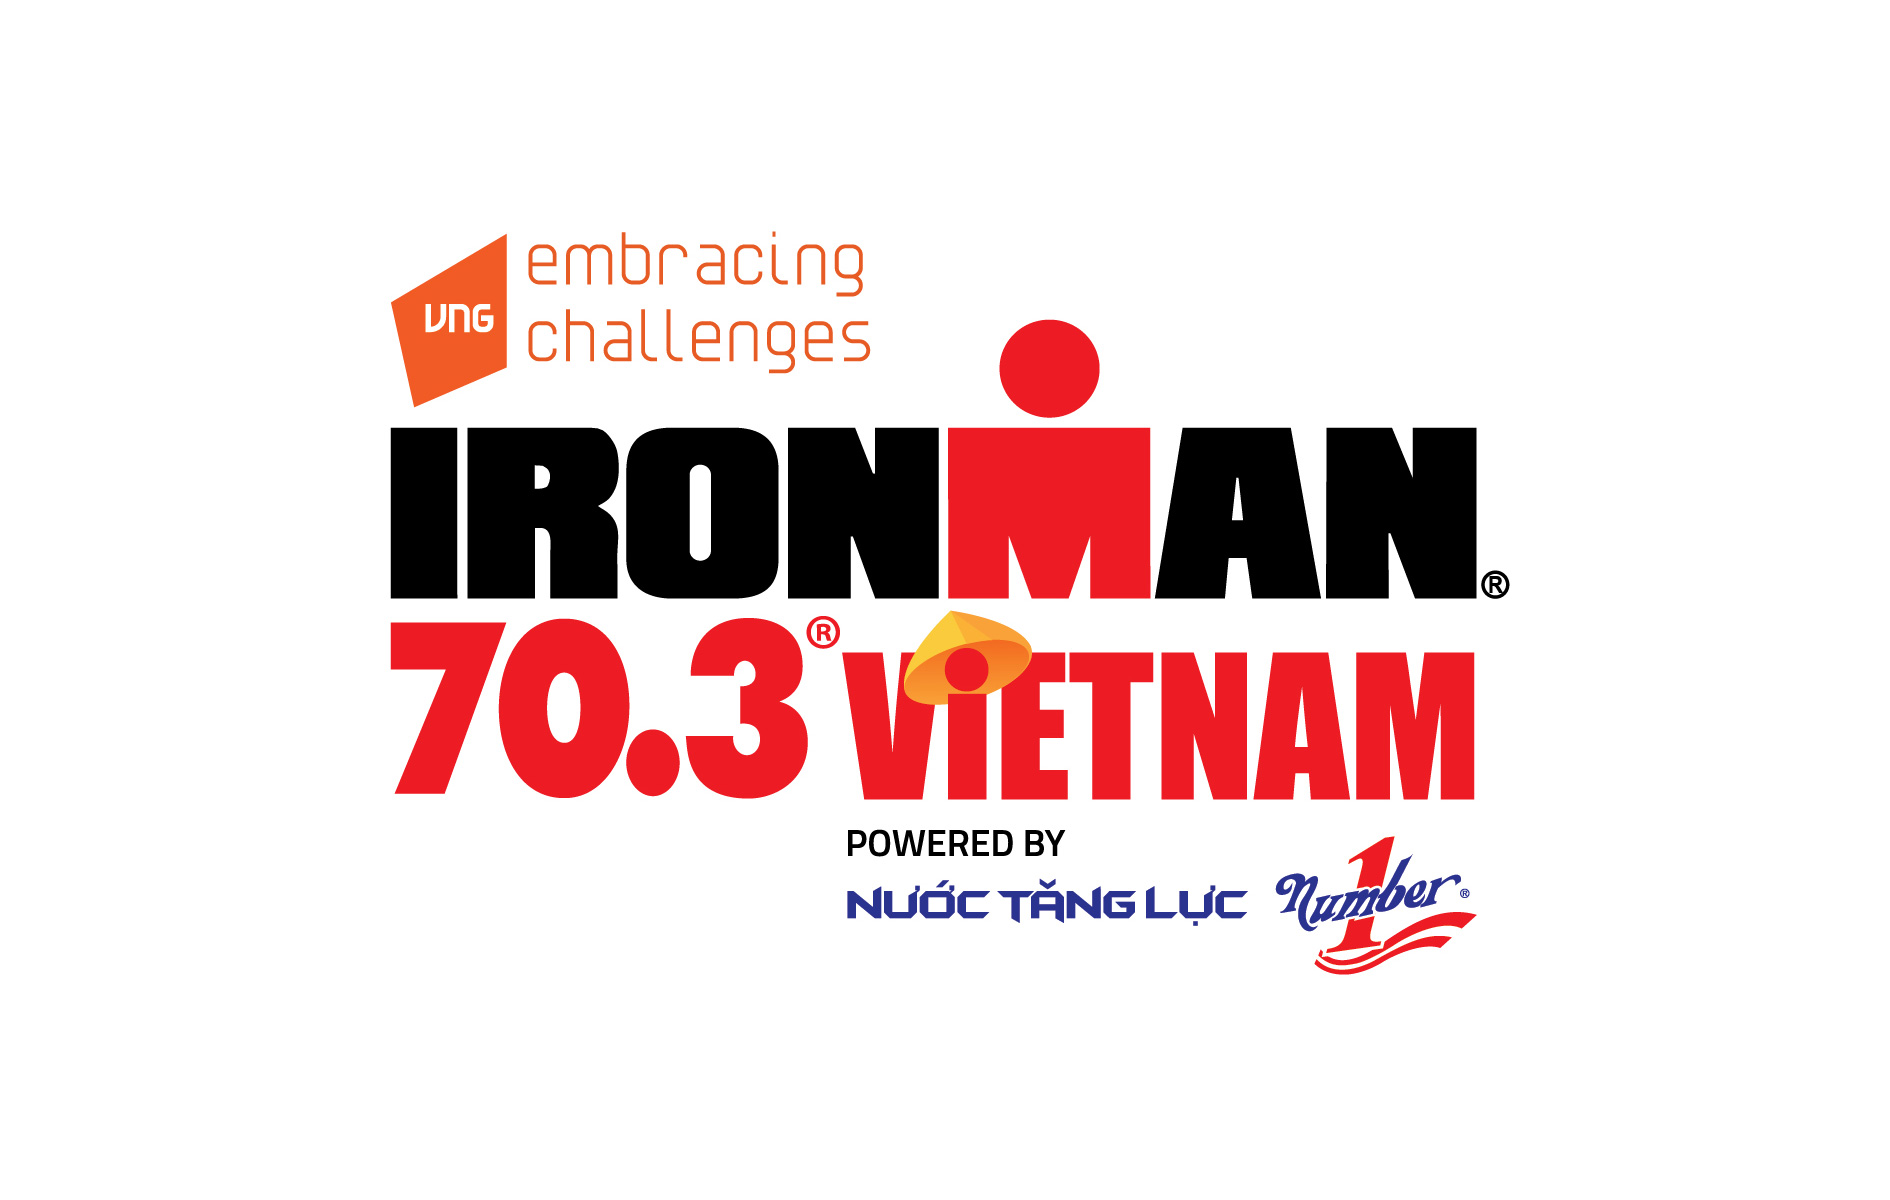 VNG
embracing
challenges
IRONMAN®
70.3® ViETNAM
POWERED BY
NƯỚC TĂNG LỰC
Number 1®